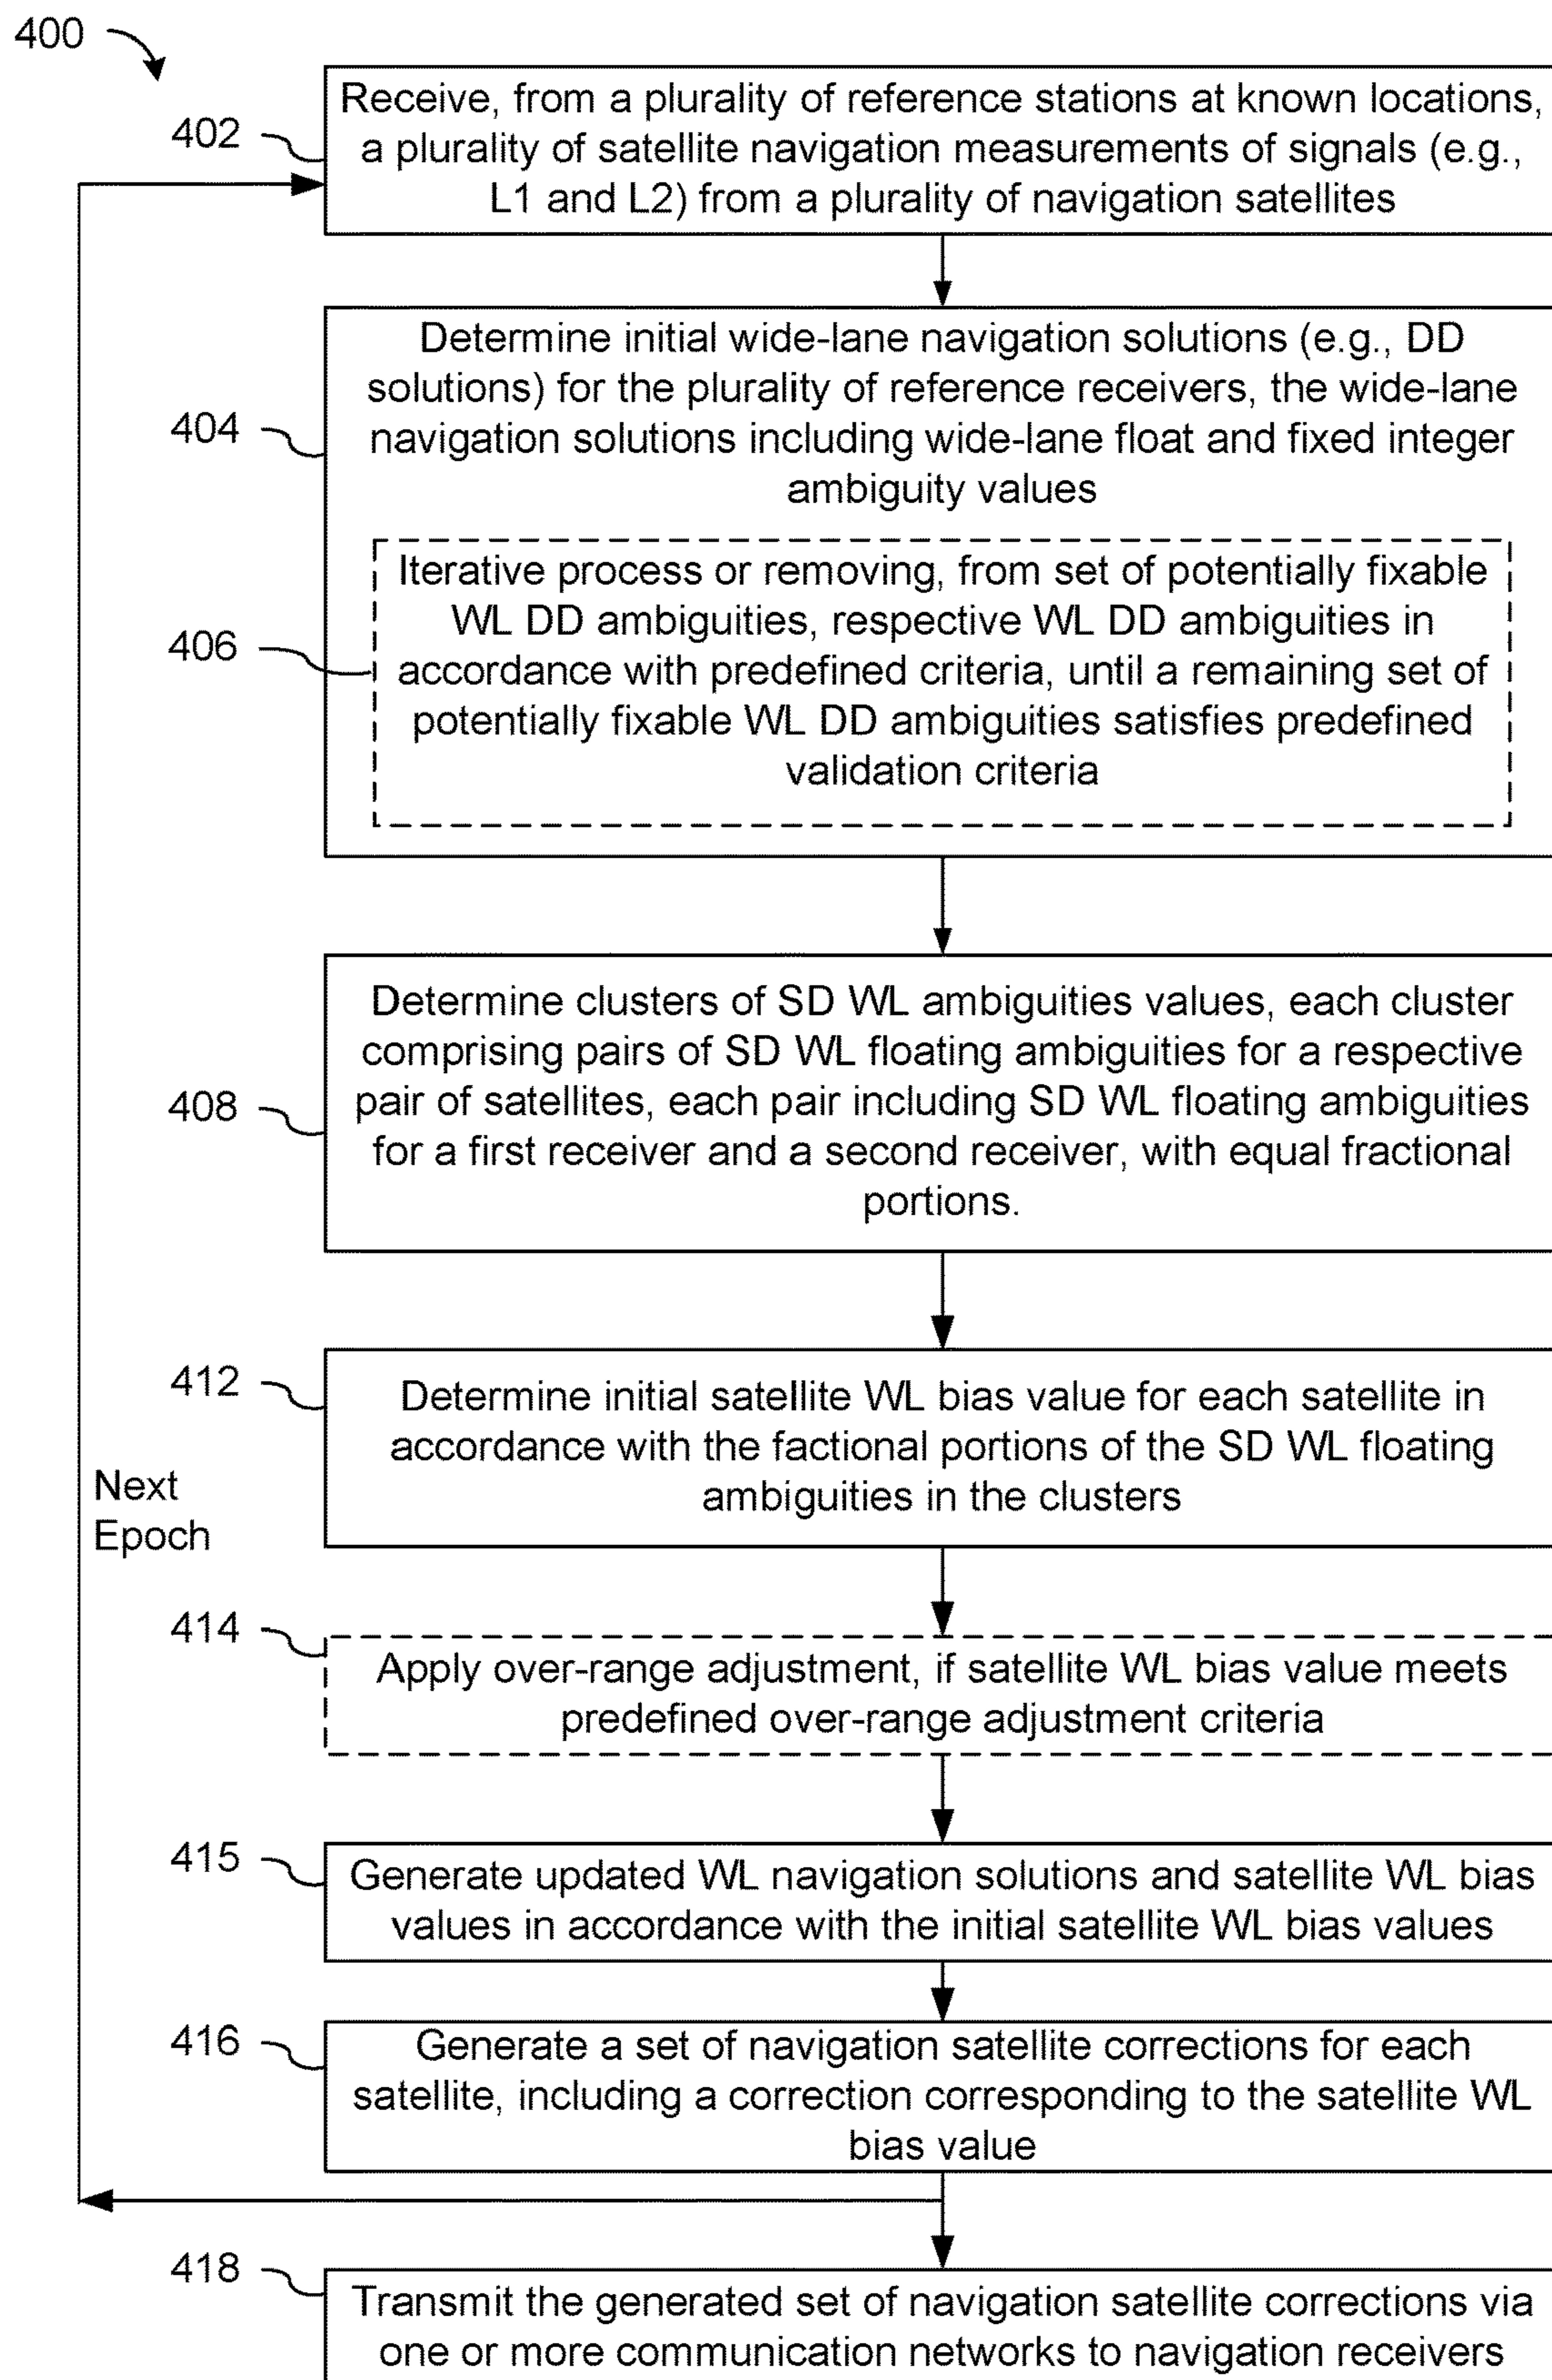 400
402
Receive, from a plurality of reference stations at known locations,
a plurality of satellite navigation measurements of signals (e.g.,
L1 and L2) from a plurality of navigation satellites
404
Determine initial wide-lane navigation solutions (e.g., DD
solutions) for the plurality of reference receivers, the wide-lane
navigation solutions including wide-lane float and fixed integer
ambiguity values
406
Iterative process or removing, from set of potentially fixable
WL DD ambiguities, respective WL DD ambiguities in
accordance with predefined criteria, until a remaining set of
potentially fixable WL DD ambiguities satisfies predefined
validation criteria
408
Determine clusters of SD WL ambiguities values, each cluster
comprising pairs of SD WL floating ambiguities for a respective
pair of satellites, each pair including SD WL floating ambiguities
for a first receiver and a second receiver, with equal fractional
portions.
412
Determine initial satellite WL bias value for each satellite in
accordance with the factional portions of the SD WL floating
ambiguities in the clusters
Next
Epoch
414
Apply over-range adjustment, if satellite WL bias value meets
predefined over-range adjustment criteria
415
Generate updated WL navigation solutions and satellite WL bias
values in accordance with the initial satellite WL bias values
416
Generate a set of navigation satellite corrections for each
satellite, including a correction corresponding to the satellite WL
bias value
418
Transmit the generated set of navigation satellite corrections via
one or more communication networks to navigation receivers